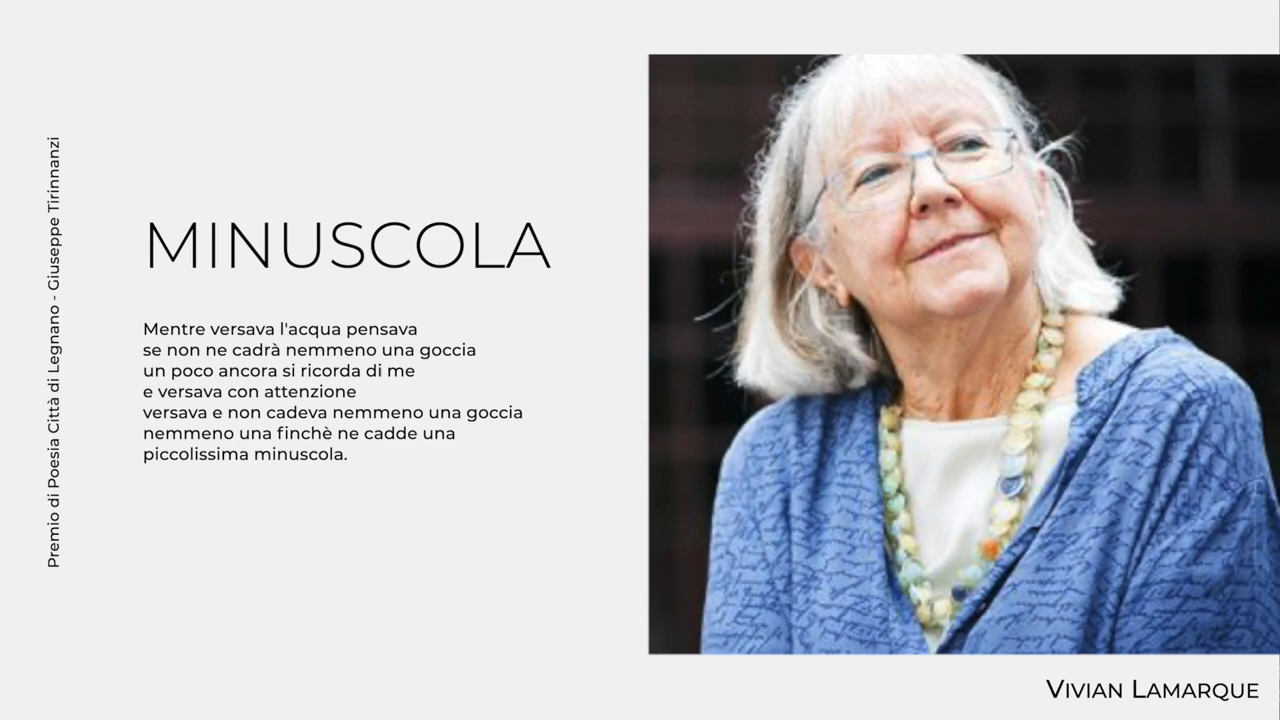 Premio di Poesia Città di Legnano - Giuseppe Tirinnanzi
MINUSCOLA
Mentre versava l'acqua pensava
se non ne cadrà nemmeno una goccia
un poco ancora si ricorda di me
e versava con attenzione
versava e non cadeva nemmeno una goccia
nemmeno una finchè ne cadde una
piccolissima minuscola.
VIVIAN LAMARQUE